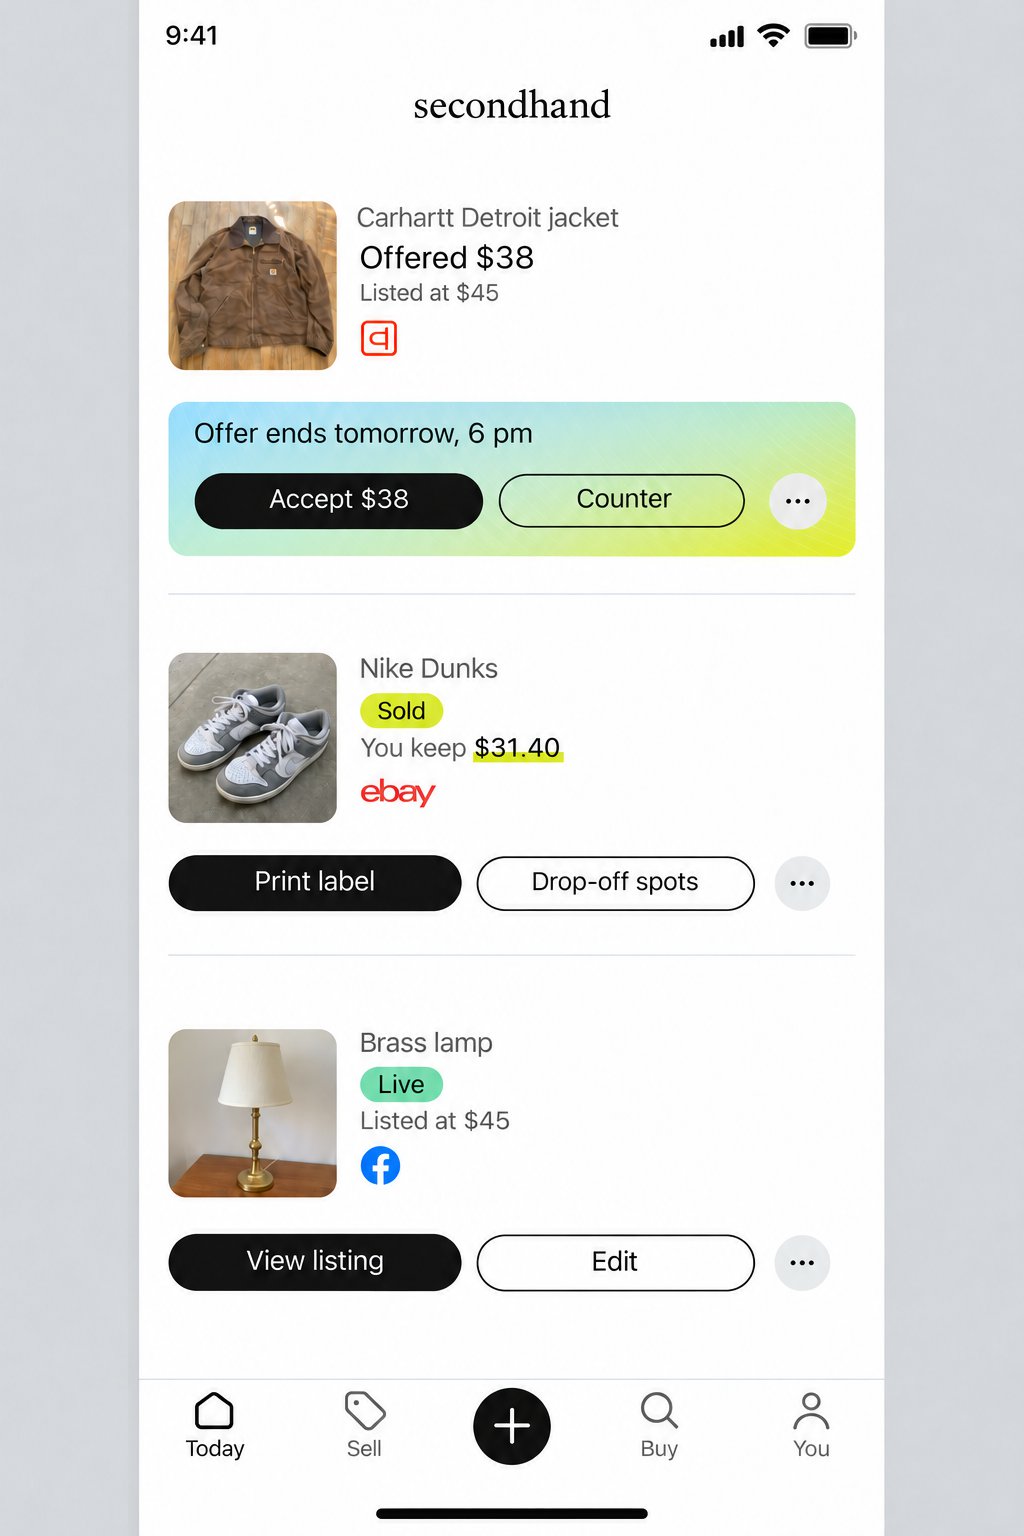 9:41
secondhand
Carhartt Detroit jacket
Offered $38
Listed at $45
Offer ends tomorrow, 6 pm
Accept $38
Counter
Nike Dunks
Sold
You keep $31.40
ebay
Print label
Drop-off spots
Brass lamp
Live
Listed at $45
View listing
Edit
Today
Sell
Buy
You